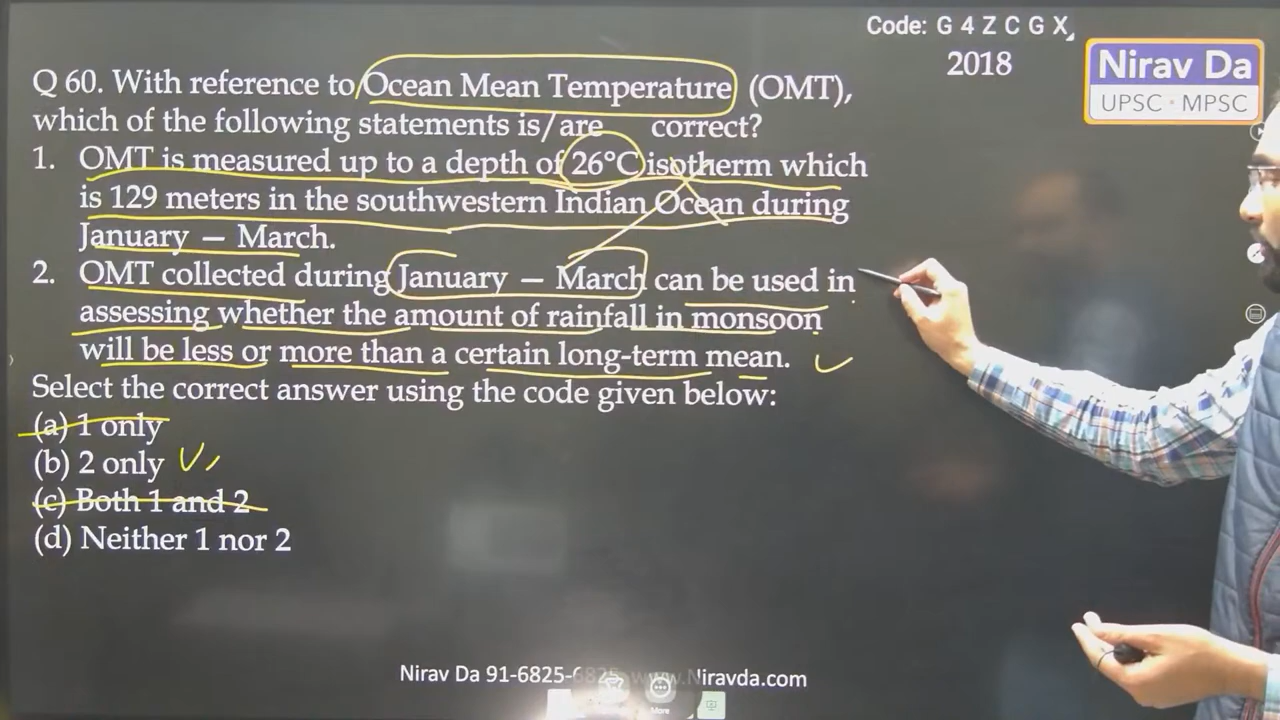 Code: G 4 Z C G X
2018
Nirav Da
UPSC • MPSC
Q 60. With reference to Ocean Mean Temperature (OMT),
which of the following statements is/are correct?
1. OMT is measured up to a depth of 26°C isotherm which
is 129 meters in the southwestern Indian Ocean during
January – March.
2. OMT collected during January – March can be used in
assessing whether the amount of rainfall in monsoon
will be less or more than a certain long-term mean.
Select the correct answer using the code given below:
(a) 1 only
(b) 2 only
(c) Both 1 and 2
(d) Neither 1 nor 2
Nirav Da 91-6825-6825, www.Niravda.com
More